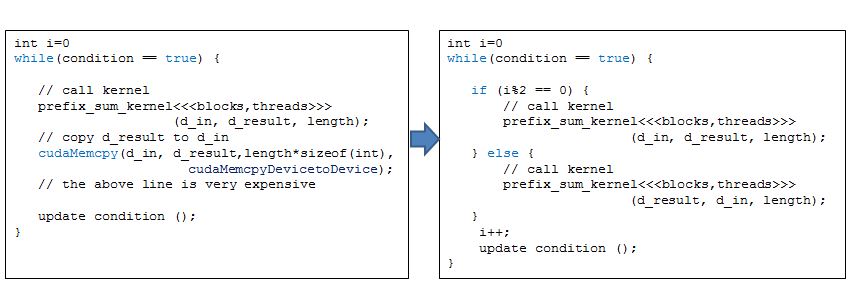 int i=0
while(condition == true) {
// call kernel
prefix_sum_kernel<<<blocks,threads>>>
(d_in, d_result, length);
// copy d_result to d_in
cudaMemcpy(d_in, d_result,length*sizeof(int),
cudaMemcpyDevicetoDevice);
// the above line is very expensive
update condition ();
}
int i=0
while(condition == true) {
if (i%2 == 0) {
// call kernel
prefix_sum_kernel<<<blocks,threads>>>
(d_in, d_result, length);
} else {
// call kernel
prefix_sum_kernel<<<blocks,threads>>>
(d_result, d_in, length);
}
i++;
update condition ();
}